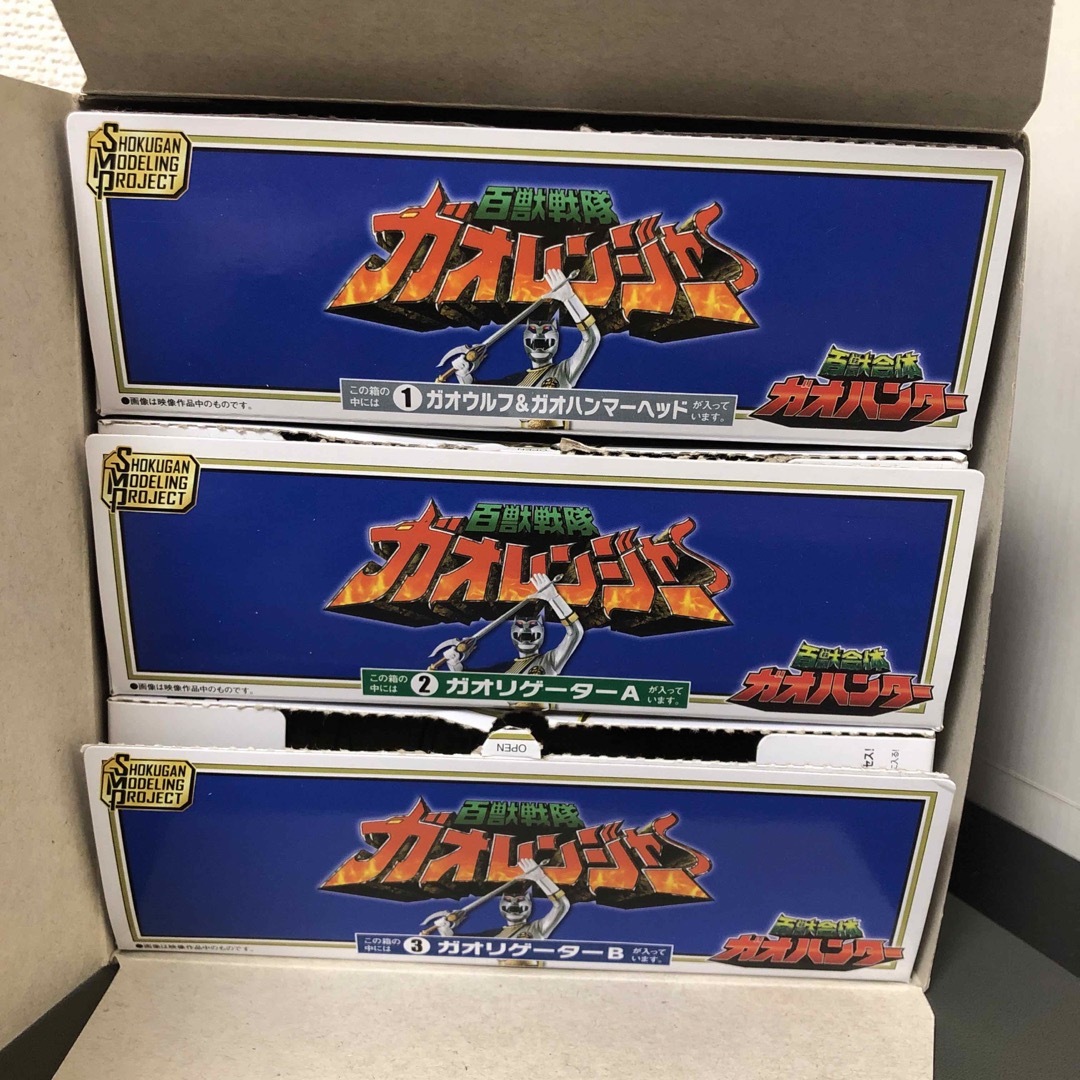 SHOKUGAN
MODELING
PROJECT
百獣戦隊
ガオレンジャー
百獣合体
ガオハンター
●画像は映像作品中のものです。
この箱の中には 1 ガオウルフ&ガオハンマーヘッド が入っています。
SHOKUGAN
MODELING
PROJECT
百獣戦隊
ガオレンジャー
百獣合体
ガオハンター
●画像は映像作品中のものです。
この箱の中には 2 ガオリゲーターA が入っています。
OPEN
SHOKUGAN
MODELING
PROJECT
百獣戦隊
ガオレンジャー
百獣合体
ガオハンター
●画像は映像作品中のものです。
この箱の中には 3 ガオリゲーターB が入っています。